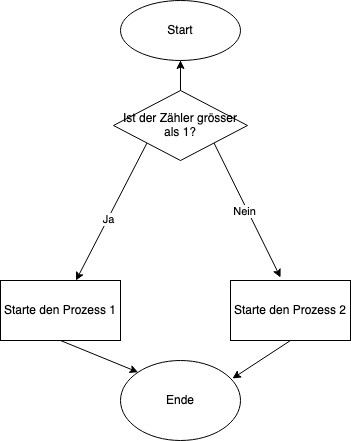 Start
Ist der Zähler grösser
als 1?
Ja
Nein
Starte den Prozess 1
Starte den Prozess 2
Ende